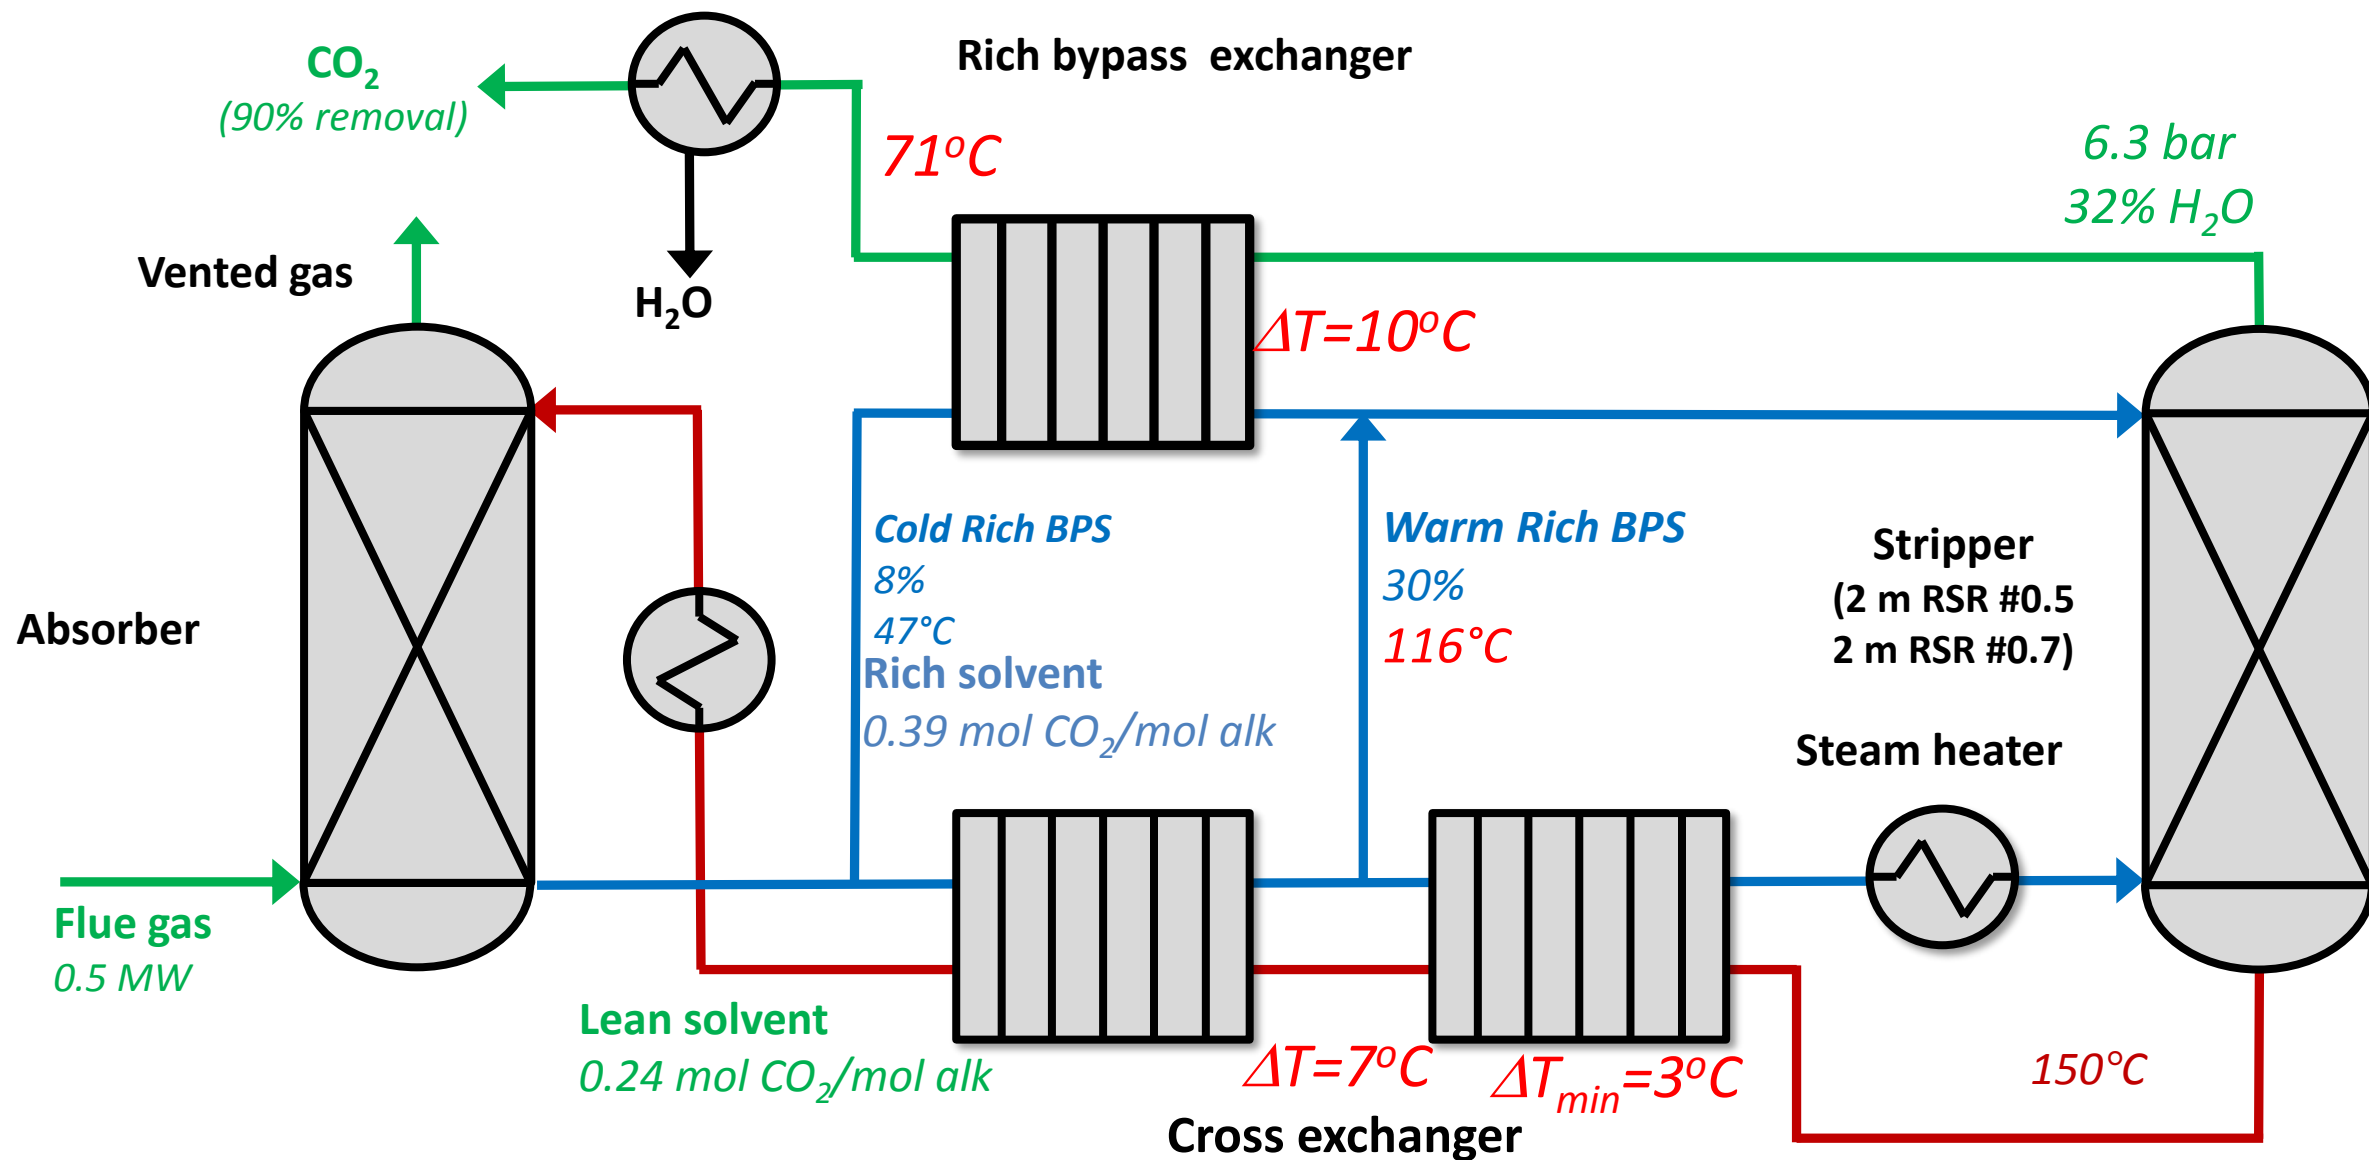 CO₂
(90% removal)
Rich bypass  exchanger
71°C
6.3 bar
32% H₂O
Vented gas
H₂O
ΔT=10°C
Cold Rich BPS
8%
47°C
Rich solvent
0.39 mol CO₂/mol alk
Warm Rich BPS
30%
116°C
Stripper
(2 m RSR #0.5
2 m RSR #0.7)
Absorber
Steam heater
Flue gas
0.5 MW
Lean solvent
0.24 mol CO₂/mol alk
ΔT=7°C
ΔTmin=3°C
150°C
Cross exchanger